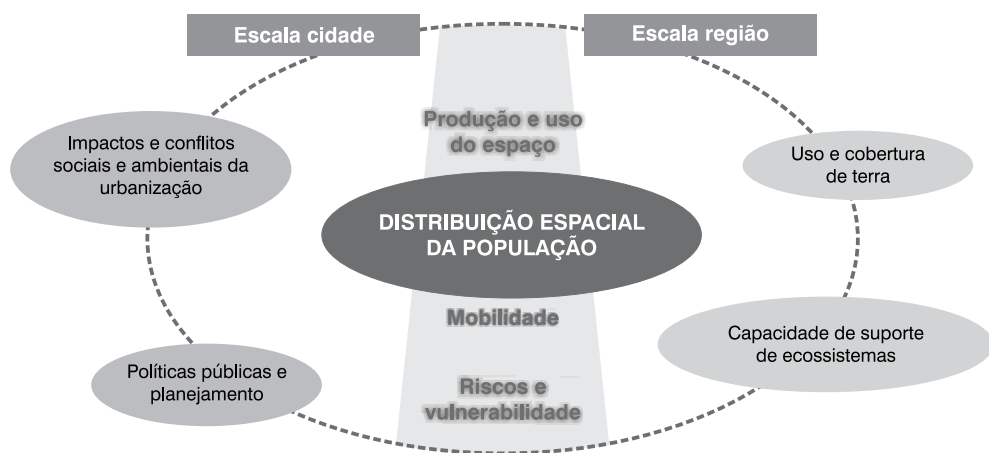 Escala cidade
Escala região
Produção e uso
do espaço
Impactos e conflitos
sociais e ambientais da
urbanização
Uso e cobertura
de terra
DISTRIBUIÇÃO ESPACIAL
DA POPULAÇÃO
Mobilidade
Capacidade de suporte
de ecossistemas
Políticas públicas e
planejamento
Riscos e
vulnerabilidade